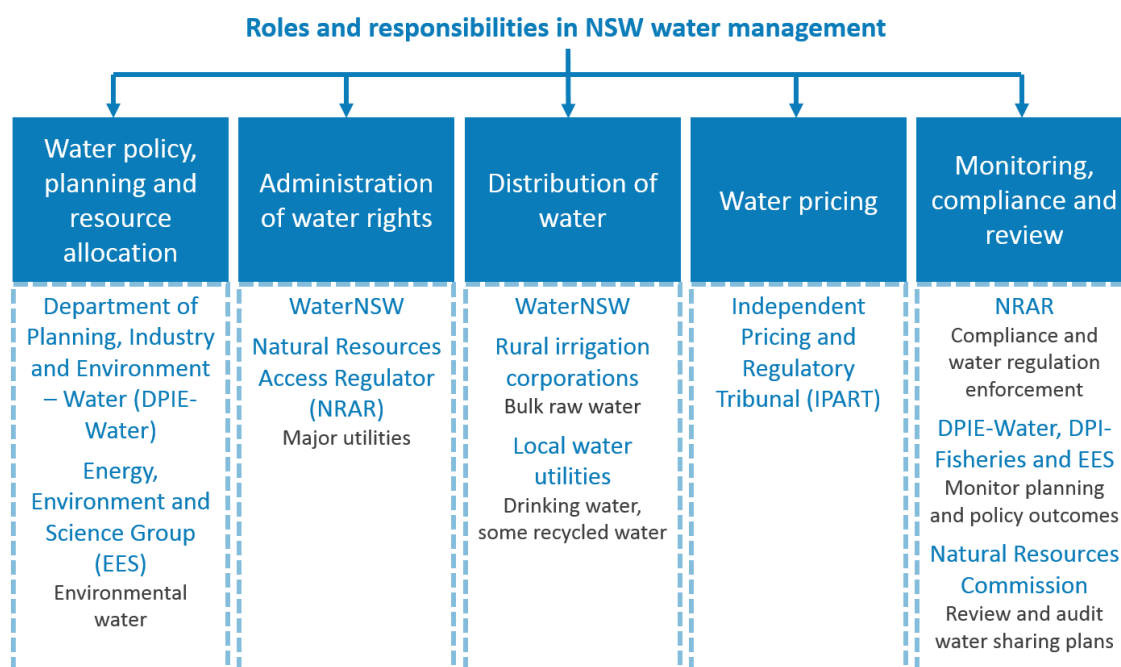 Roles and responsibilities in NSW water management
Water policy,
planning and
resource
allocation
Department of
Planning, Industry
and Environment
– Water (DPIE-
Water)
Energy,
Environment and
Science Group
(EES)
Environmental
water
Administration
of water rights
WaterNSW
Natural Resources
Access Regulator
(NRAR)
Major utilities
Distribution of
water
WaterNSW
Rural irrigation
corporations
Bulk raw water
Local water
utilities
Drinking water,
some recycled water
Water pricing
Independent
Pricing and
Regulatory
Tribunal (IPART)
Monitoring,
compliance and
review
NRAR
Compliance and
water regulation
enforcement
DPIE-Water, DPI-
Fisheries and EES
Monitor planning
and policy outcomes
Natural Resources
Commission
Review and audit
water sharing plans